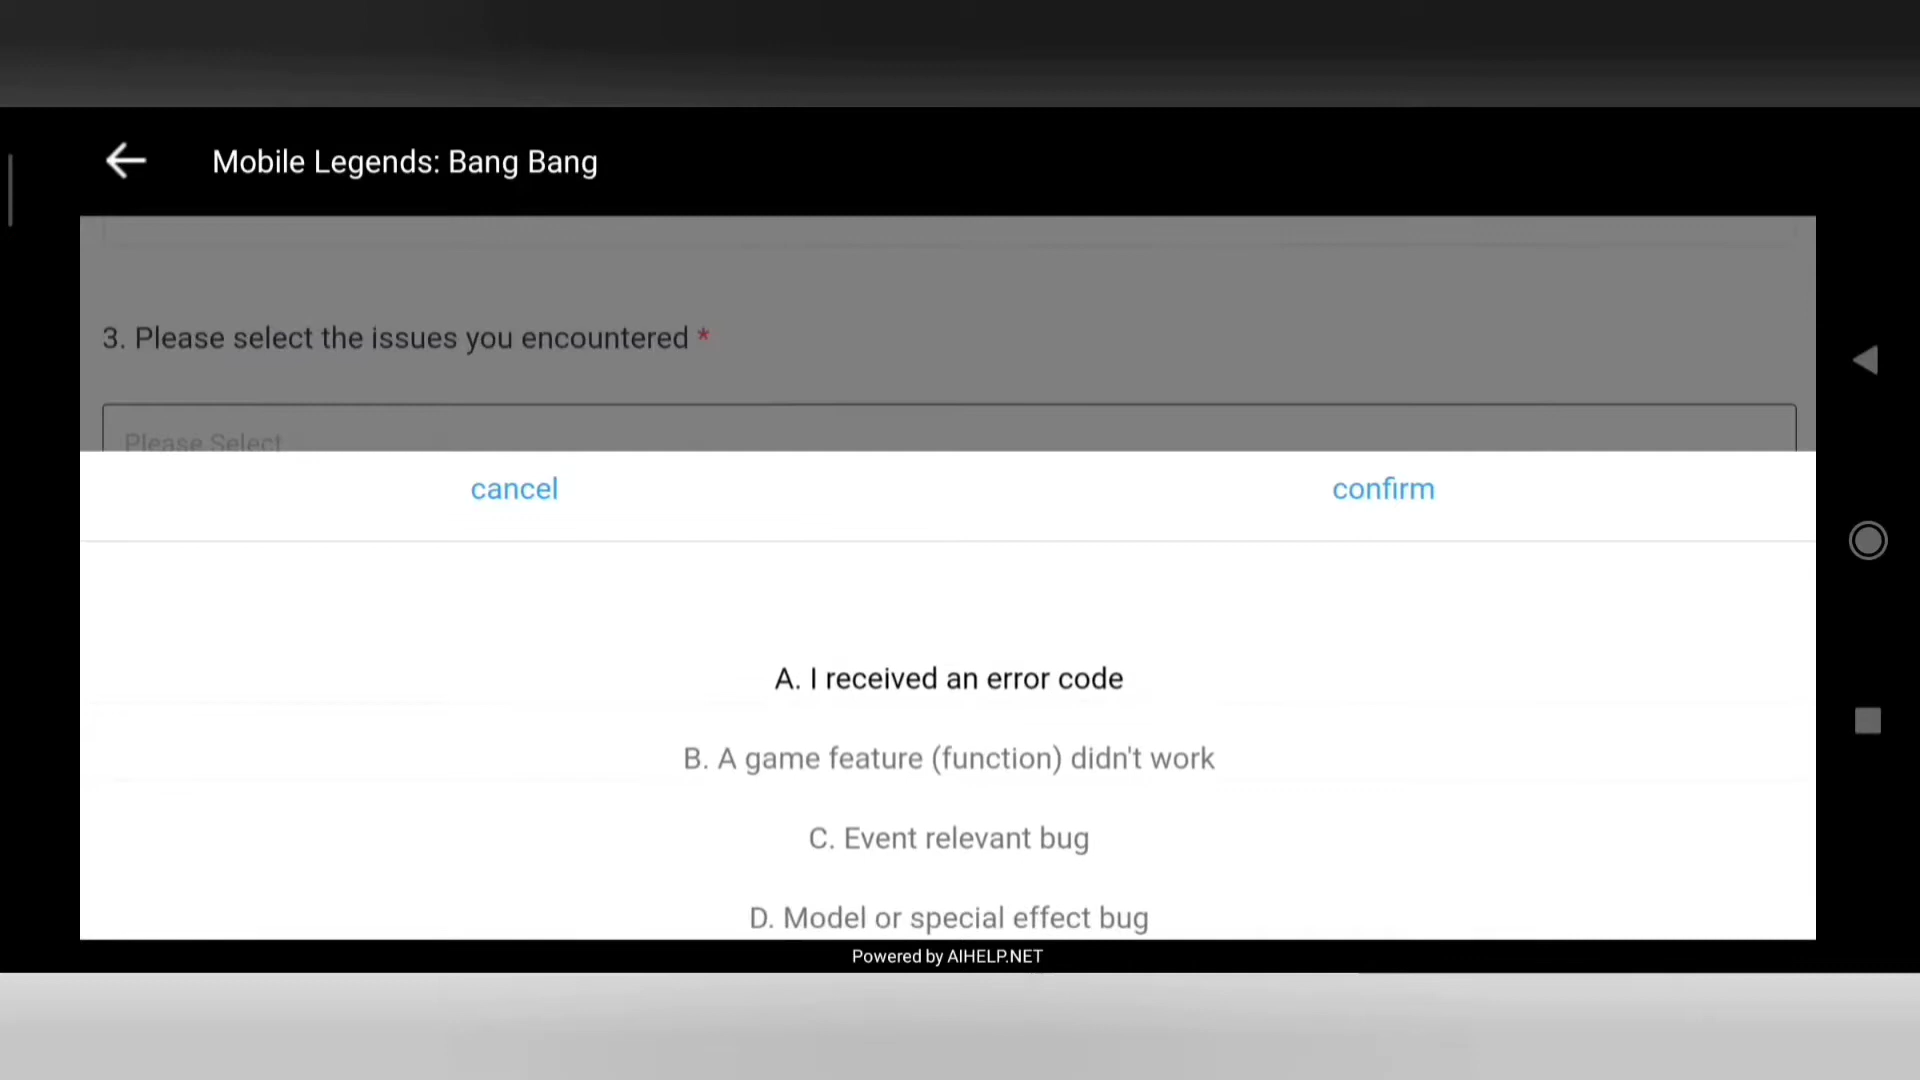 Mobile Legends: Bang Bang
3. Please select the issues you encountered *
Please Select
cancel
confirm
A. I received an error code
B. A game feature (function) didn't work
C. Event relevant bug
D. Model or special effect bug
Powered by AIHELP.NET